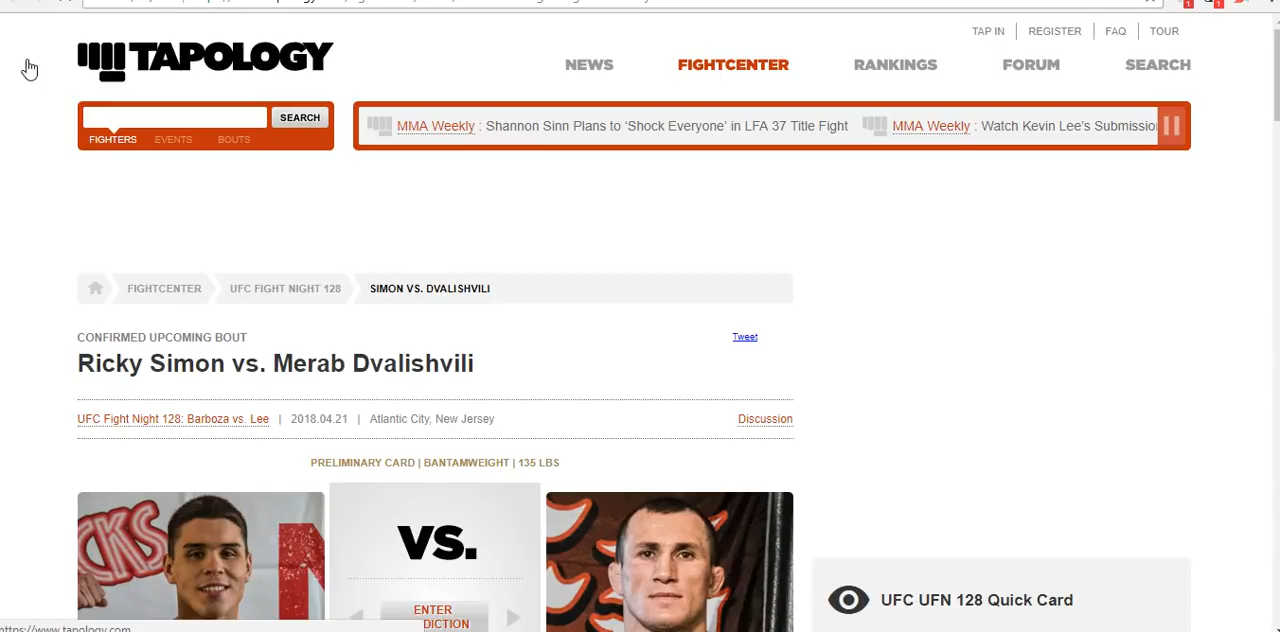 TAP IN
REGISTER
FAQ
TOUR
TAPOLOGY
NEWS
FIGHTCENTER
RANKINGS
FORUM
SEARCH
SEARCH
FIGHTERS
EVENTS
BOUTS
MMA Weekly : Shannon Sinn Plans to ‘Shock Everyone’ in LFA 37 Title Fight
MMA Weekly : Watch Kevin Lee’s Submissio
FIGHTCENTER
UFC FIGHT NIGHT 128
SIMON VS. DVALISHVILI
CONFIRMED UPCOMING BOUT
Tweet
Ricky Simon vs. Merab Dvalishvili
UFC Fight Night 128: Barboza vs. Lee | 2018.04.21 | Atlantic City, New Jersey
Discussion
PRELIMINARY CARD | BANTAMWEIGHT | 135 LBS
VS.
ENTER
DICTION
UFC UFN 128 Quick Card
https://www.tapology.com